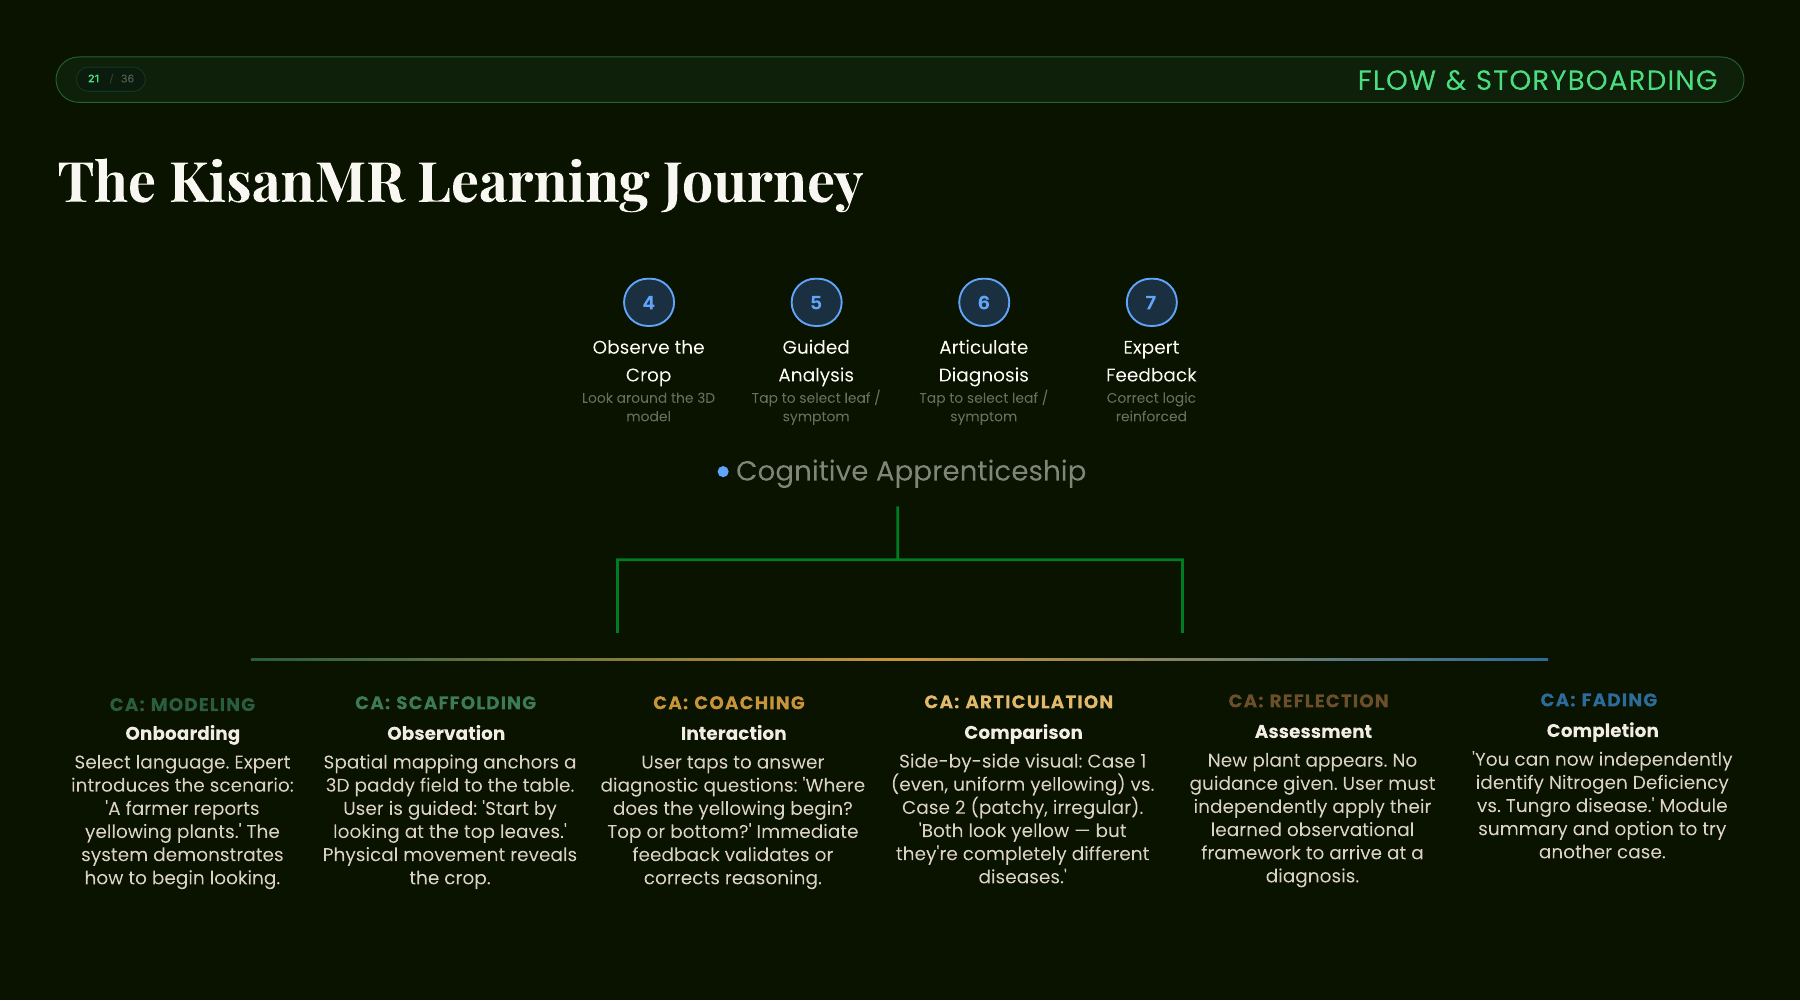 21 / 36
FLOW & STORYBOARDING
The KisanMR Learning Journey
4
Observe the
Crop
Look around the 3D
model
5
Guided
Analysis
Tap to select leaf /
symptom
6
Articulate
Diagnosis
Tap to select leaf /
symptom
7
Expert
Feedback
Correct logic
reinforced
Cognitive Apprenticeship
CA: MODELING
Onboarding
Select language. Expert
introduces the scenario:
'A farmer reports
yellowing plants.' The
system demonstrates
how to begin looking.
CA: SCAFFOLDING
Observation
Spatial mapping anchors a
3D paddy field to the table.
User is guided: 'Start by
looking at the top leaves.'
Physical movement reveals
the crop.
CA: COACHING
Interaction
User taps to answer
diagnostic questions: 'Where
does the yellowing begin?
Top or bottom?' Immediate
feedback validates or
corrects reasoning.
CA: ARTICULATION
Comparison
Side-by-side visual: Case 1
(even, uniform yellowing) vs.
Case 2 (patchy, irregular).
'Both look yellow — but
they're completely different
diseases.'
CA: REFLECTION
Assessment
New plant appears. No
guidance given. User must
independently apply their
learned observational
framework to arrive at a
diagnosis.
CA: FADING
Completion
'You can now independently
identify Nitrogen Deficiency
vs. Tungro disease.' Module
summary and option to try
another case.